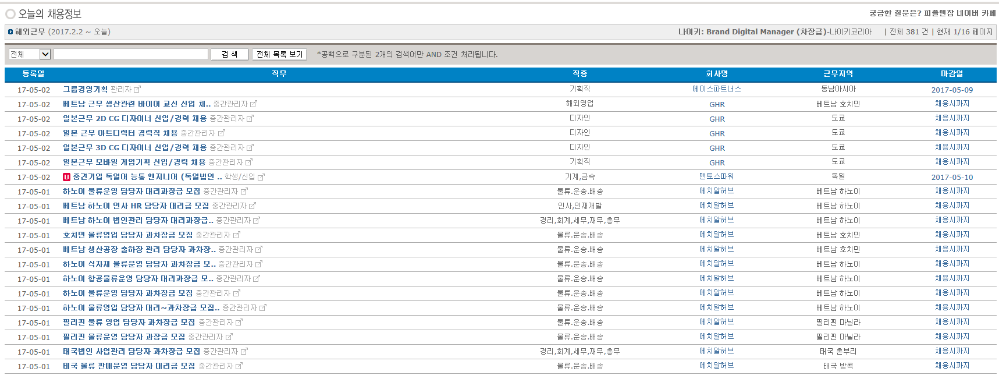 오늘의 채용정보
궁금한 질문은? 피플앤잡 네이버 카페
해외근무 (2017.2.2 ~ 오늘) 나이키: Brand Digital Manager (차장급)-나이키코리아 | 전체 381 건 | 현재 1/16 페이지
전체 검 색 전체 목록 보기 *공백으로 구분된 2개의 검색어만 AND 조건 처리됩니다.
등록일 직무 직종 회사명 근무지역 마감일
17-05-02 그룹경영기획 관리자 기획직 에이스파트너스 동남아시아 2017-05-09
17-05-02 베트남 근무 생산관련 바이어 교신 신입 채.. 중간관리자 해외영업 GHR 베트남 호치민 채용시까지
17-05-02 일본근무 2D CG 디자이너 신입/경력 채용 중간관리자 디자인 GHR 도쿄 채용시까지
17-05-02 일본 근무 아트디렉터 경력직 채용 중간관리자 디자인 GHR 도쿄 채용시까지
17-05-02 일본근무 3D CG 디자이너 신입/경력 채용 중간관리자 디자인 GHR 도쿄 채용시까지
17-05-02 일본근무 모바일 게임기획 신입/경력 채용 중간관리자 기획직 GHR 도쿄 채용시까지
17-05-02 U 중견기업 독일어 능통 엔지니어 (독일법인 .. 학생/신입 기계,금속 맨토스파워 독일 2017-05-10
17-05-01 하노이 물류운영 담당자 대리과장급 모집 중간관리자 물류.운송.배송 에치알허브 베트남 하노이 채용시까지
17-05-01 베트남 하노이 인사 HR 담당자 대리급 모집 중간관리자 인사,인재개발 에치알허브 베트남 하노이 채용시까지
17-05-01 베트남 하노이 법인관리 담당자 대리과장급.. 중간관리자 경리,회계,세무,재무,총무 에치알허브 베트남 하노이 채용시까지
17-05-01 호치민 물류영업 담당자 과차장급 모집 중간관리자 물류.운송.배송 에치알허브 베트남 호치민 채용시까지
17-05-01 베트남 생산공장 출하장 관리 담당자 과차장.. 중간관리자 물류.운송.배송 에치알허브 베트남 호치민 채용시까지
17-05-01 하노이 식자재 물류운영 담당자 과차장급 모.. 중간관리자 물류.운송.배송 에치알허브 베트남 하노이 채용시까지
17-05-01 하노이 항공물류운영 담당자 대리과장급 모.. 중간관리자 물류.운송.배송 에치알허브 베트남 하노이 채용시까지
17-05-01 하노이 물류운영 담당자 과차장급 모집 중간관리자 물류.운송.배송 에치알허브 베트남 하노이 채용시까지
17-05-01 하노이 물류영업 담당자 대리~과차장급 모집.. 중간관리자 물류.운송.배송 에치알허브 베트남 하노이 채용시까지
17-05-01 필리핀 물류 영업 담당자 과차장급 모집 중간관리자 물류.운송.배송 에치알허브 필리핀 마닐라 채용시까지
17-05-01 필리핀 물류운영 담당자 과장급 모집 중간관리자 물류.운송.배송 에치알허브 필리핀 마닐라 채용시까지
17-05-01 태국법인 사업관리 담당자 과차장급 모집 중간관리자 경리,회계,세무,재무,총무 에치알허브 태국 촌부리 채용시까지
17-05-01 태국 물류 판매운영 담당자 대리급 모집 중간관리자 물류.운송.배송 에치알허브 태국 방콕 채용시까지